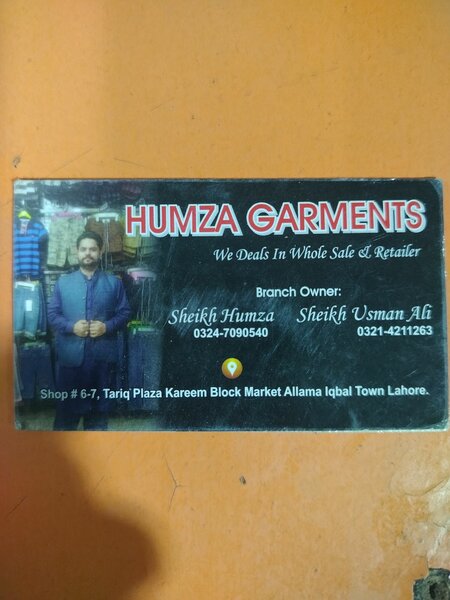 HUMZA GARMENTS
We Deals In Whole Sale & Retailer
Branch Owner:
Sheikh Humza Sheikh Usman Ali
0324-7090540 0321-4211263
Shop # 6-7, Tariq Plaza Kareem Block Market Allama Iqbal Town Lahore.